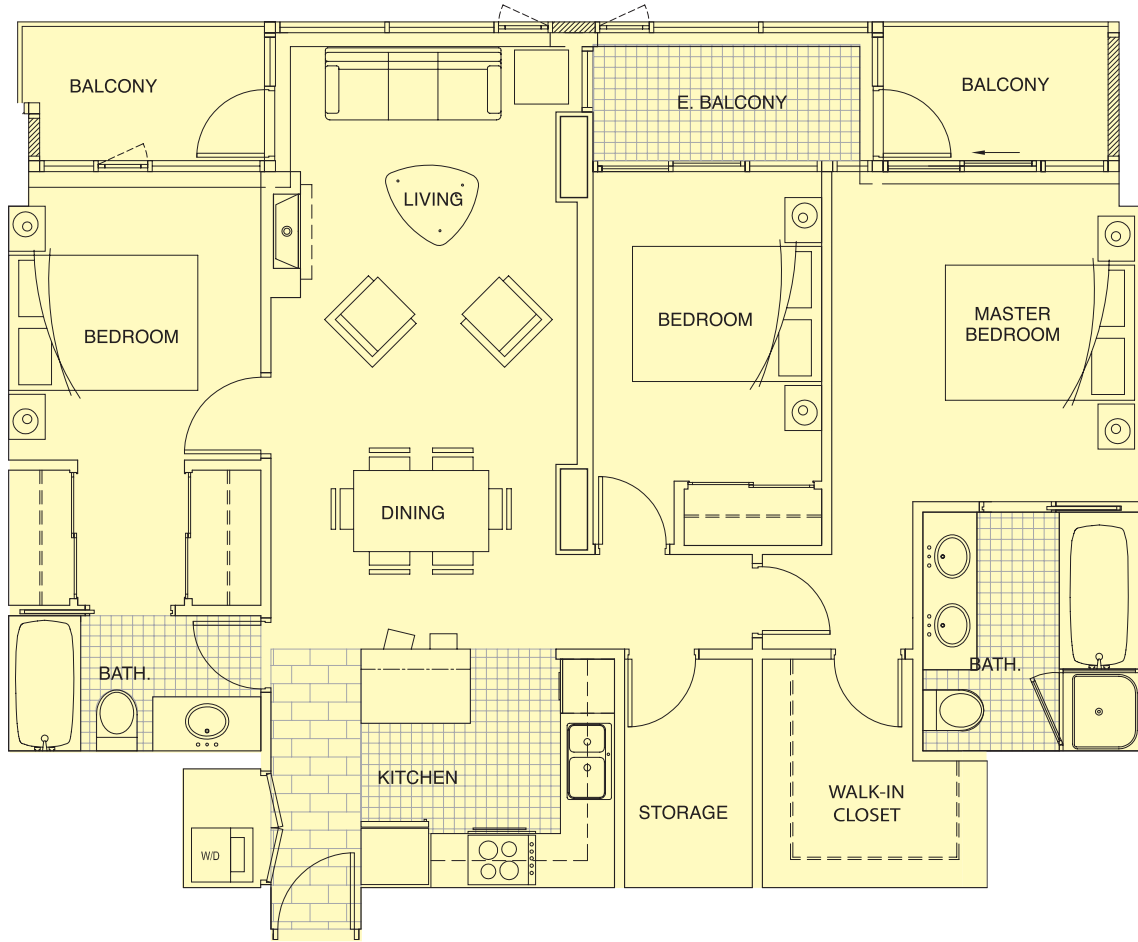 BALCONY
E. BALCONY
BALCONY
LIVING
BEDROOM
BEDROOM
MASTER
BEDROOM
DINING
BATH.
BATH.
KITCHEN
STORAGE
WALK-IN
CLOSET
W/D